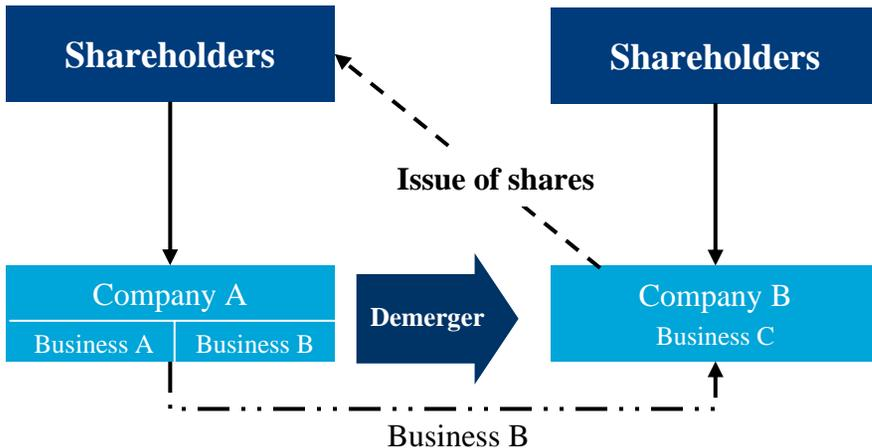 Shareholders
Shareholders
Issue of shares
Company A
Business A
Business B
Demerger
Company B
Business C
Business B